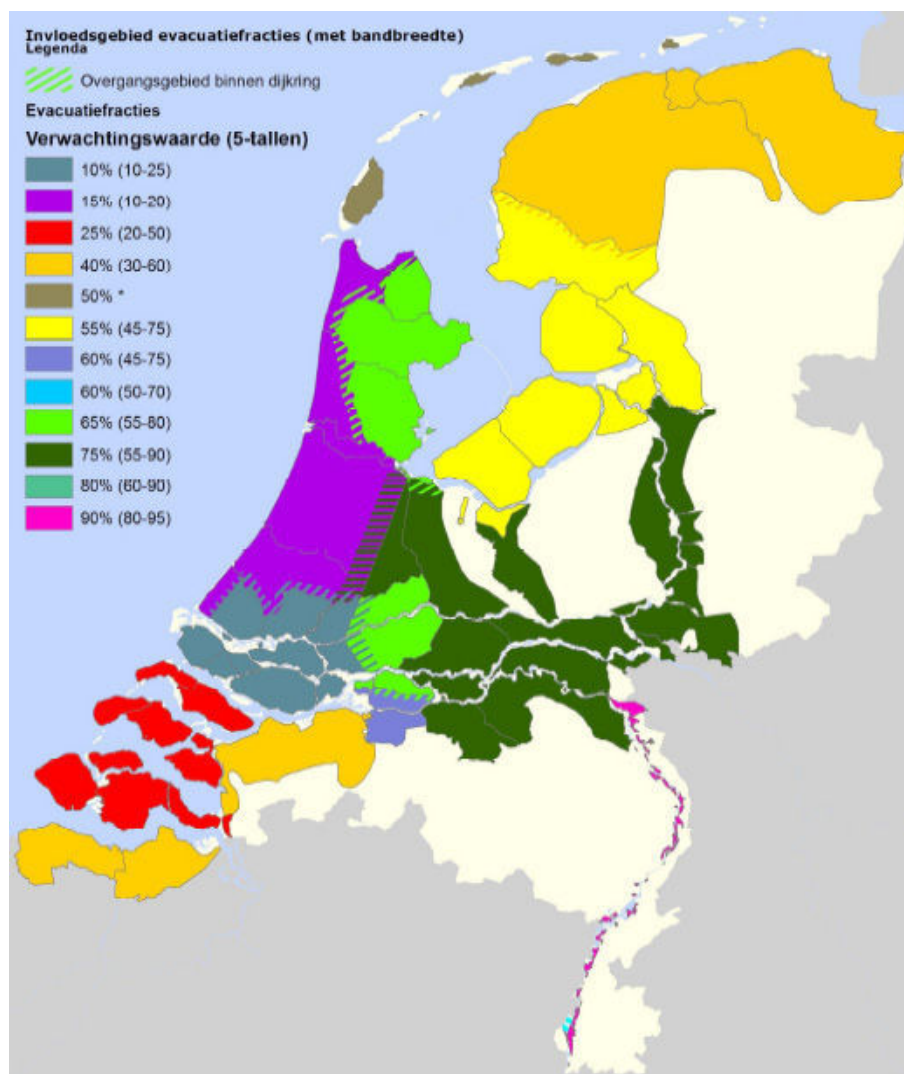 Invloedsgebied evacuatiefracties (met bandbreedte)
Legenda
Overgangsgebied binnen dijkring
Evacuatiefracties
Verwachtingswaarde (5-tallen)
10% (10-25)
15% (10-20)
25% (20-50)
40% (30-60)
50% *
55% (45-75)
60% (45-75)
60% (50-70)
65% (55-80)
75% (55-90)
80% (60-90)
90% (80-95)